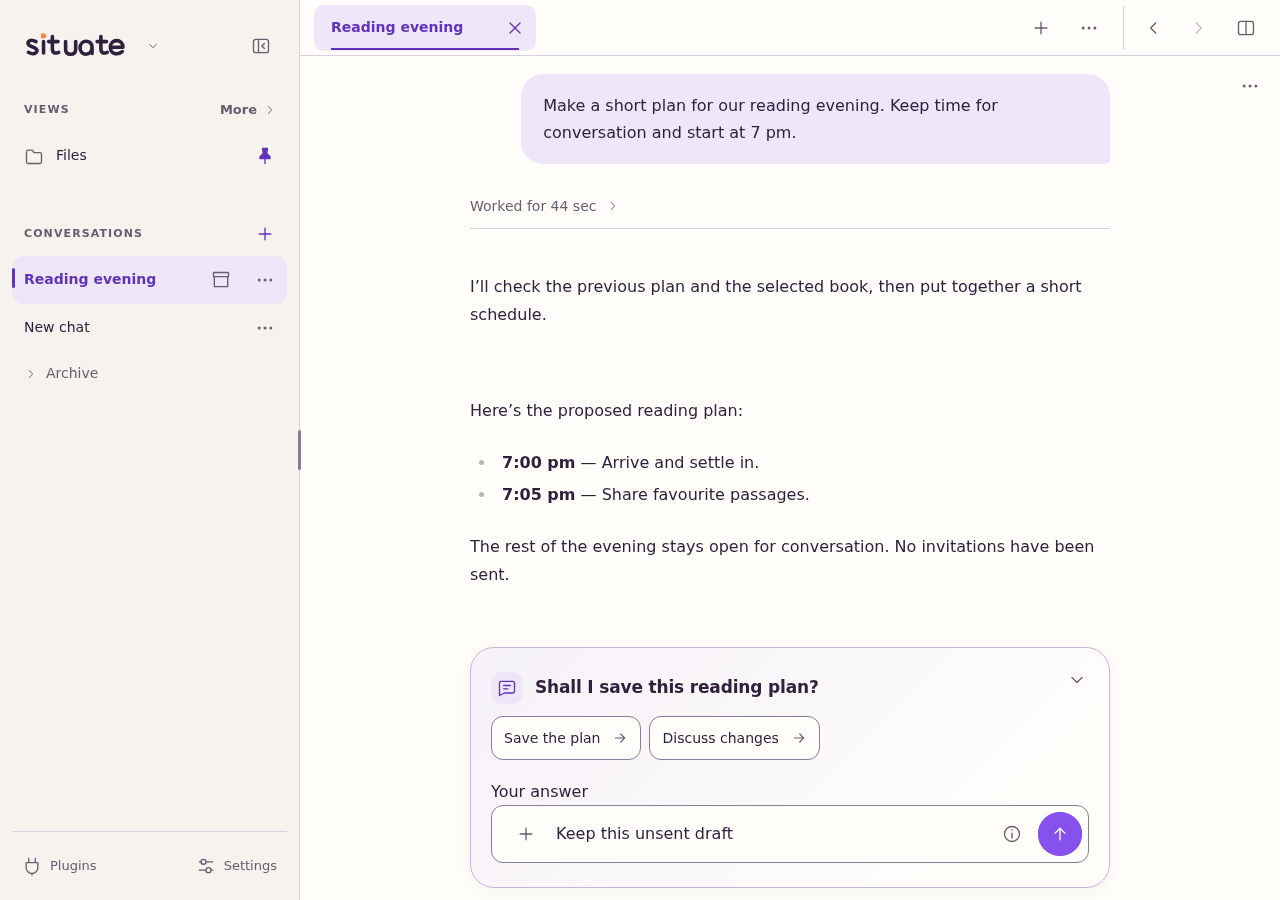 situate
VIEWS
More
Files
CONVERSATIONS
Reading evening
New chat
Archive
Plugins
Settings
Reading evening
Make a short plan for our reading evening. Keep time for
conversation and start at 7 pm.
Worked for 44 sec
I’ll check the previous plan and the selected book, then put together a short
schedule.
Here’s the proposed reading plan:
7:00 pm — Arrive and settle in.
7:05 pm — Share favourite passages.
The rest of the evening stays open for conversation. No invitations have been
sent.
Shall I save this reading plan?
Save the plan
Discuss changes
Your answer
Keep this unsent draft